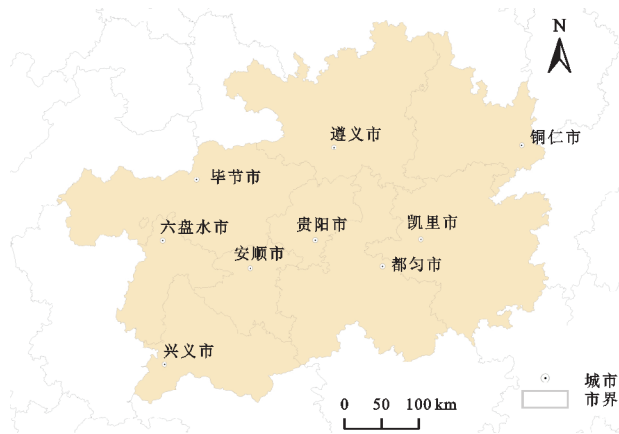 N
遵义市
铜仁市
毕节市
六盘水市
贵阳市
凯里市
安顺市
都匀市
兴义市
城市
市界
0 50 100 km